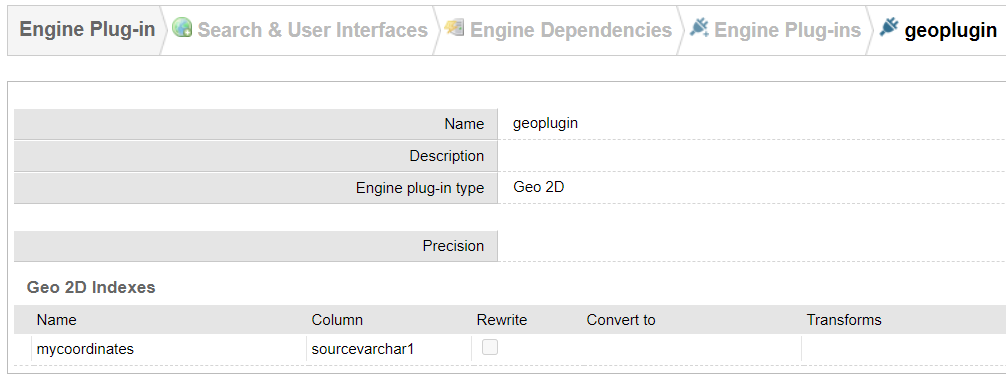 Engine Plug-in Search & User Interfaces Engine Dependencies Engine Plug-ins geoplugin
Name geoplugin
Description
Engine plug-in type Geo 2D
Precision
Geo 2D Indexes
Name Column Rewrite Convert to Transforms
mycoordinates sourcevarchar1